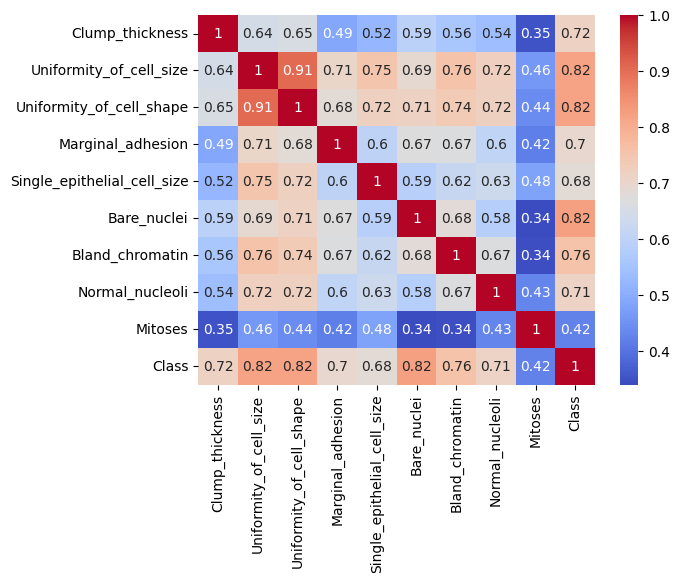 1.0
Clump_thickness 1 0.64 0.65 0.49 0.52 0.59 0.56 0.54 0.35 0.72
Uniformity_of_cell_size 0.64 1 0.91 0.71 0.75 0.69 0.76 0.72 0.46 0.82
0.9
Uniformity_of_cell_shape 0.65 0.91 1 0.68 0.72 0.71 0.74 0.72 0.44 0.82
0.8
Marginal_adhesion 0.49 0.71 0.68 1 0.6 0.67 0.67 0.6 0.42 0.7
Single_epithelial_cell_size 0.52 0.75 0.72 0.6 1 0.59 0.62 0.63 0.48 0.68
0.7
Bare_nuclei 0.59 0.69 0.71 0.67 0.59 1 0.68 0.58 0.34 0.82
0.6
Bland_chromatin 0.56 0.76 0.74 0.67 0.62 0.68 1 0.67 0.34 0.76
Normal_nucleoli 0.54 0.72 0.72 0.6 0.63 0.58 0.67 1 0.43 0.71
0.5
Mitoses 0.35 0.46 0.44 0.42 0.48 0.34 0.34 0.43 1 0.42
0.4
Class 0.72 0.82 0.82 0.7 0.68 0.82 0.76 0.71 0.42 1
Clump_thickness
Uniformity_of_cell_size
Uniformity_of_cell_shape
Marginal_adhesion
Single_epithelial_cell_size
Bare_nuclei
Bland_chromatin
Normal_nucleoli
Mitoses
Class